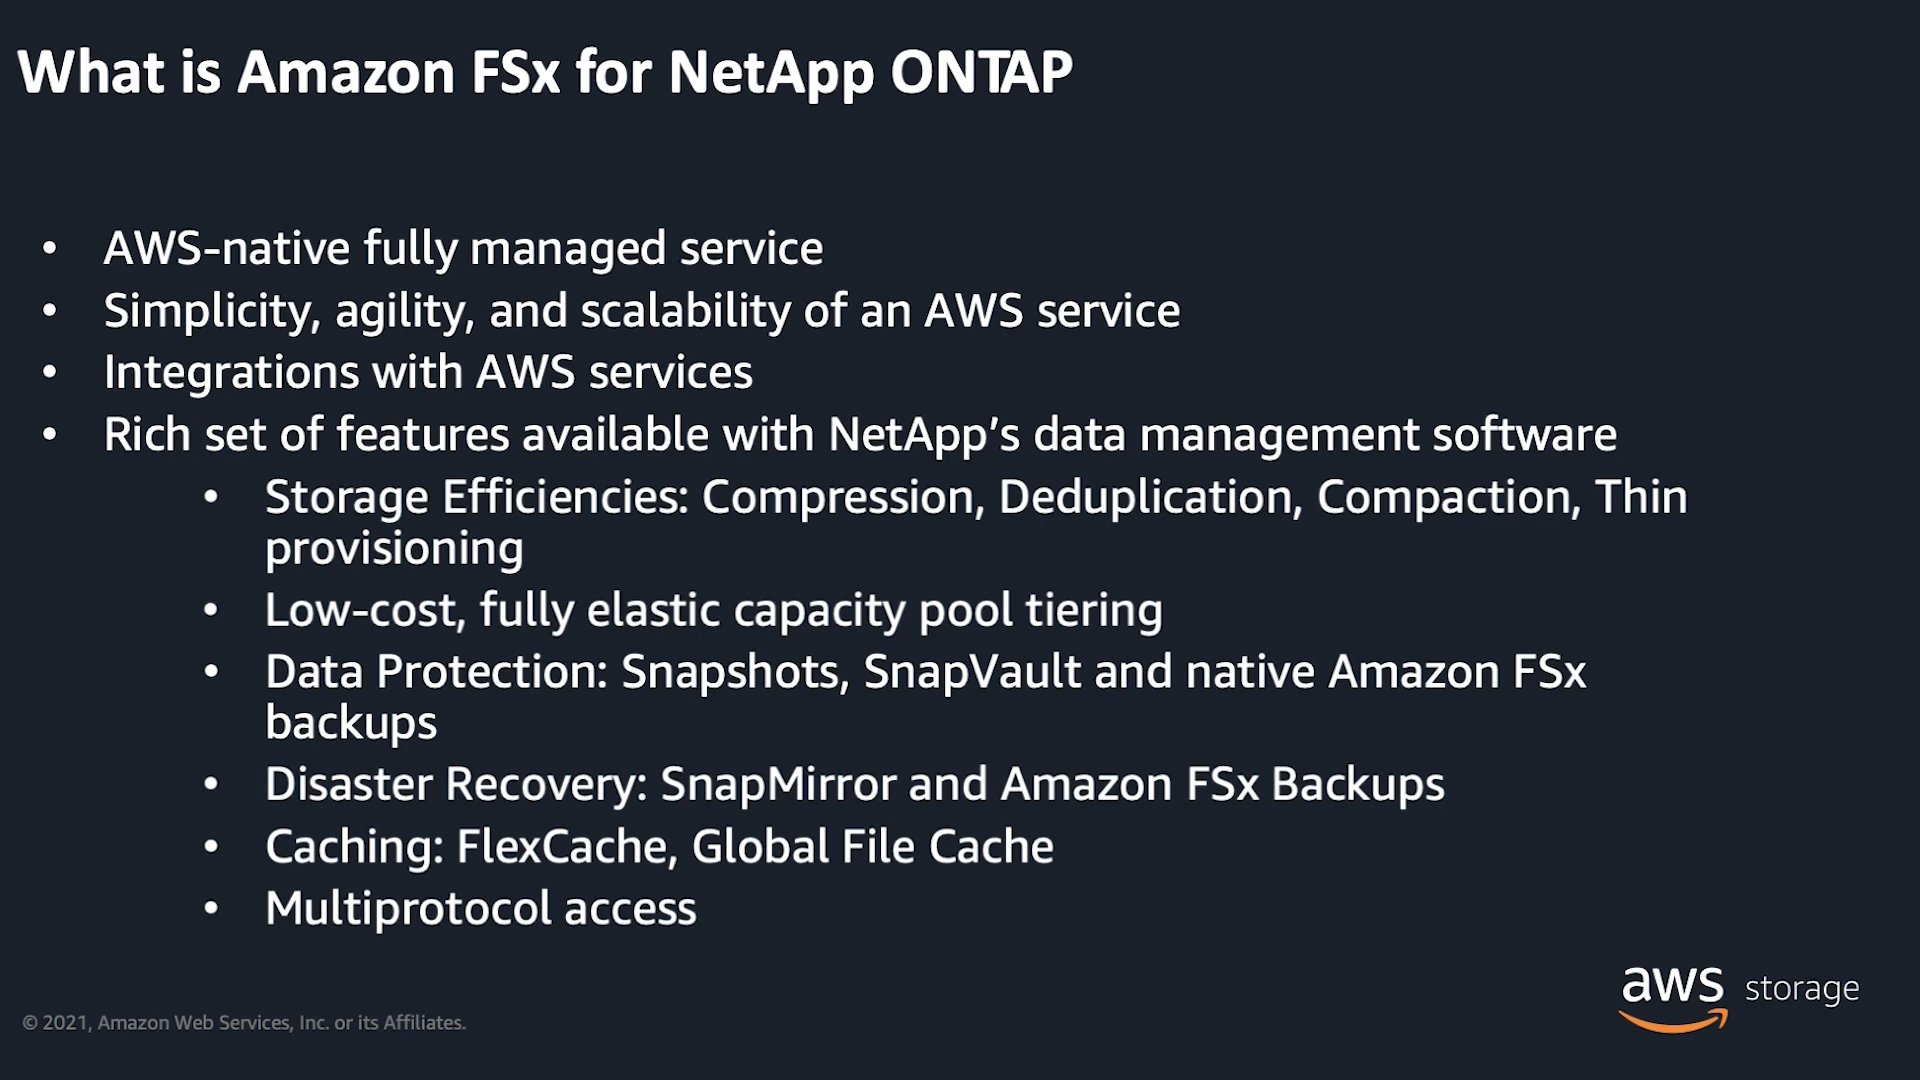 What is Amazon FSx for NetApp ONTAP
• AWS-native fully managed service
• Simplicity, agility, and scalability of an AWS service
• Integrations with AWS services
• Rich set of features available with NetApp’s data management software
• Storage Efficiencies: Compression, Deduplication, Compaction, Thin
provisioning
• Low-cost, fully elastic capacity pool tiering
• Data Protection: Snapshots, SnapVault and native Amazon FSx
backups
• Disaster Recovery: SnapMirror and Amazon FSx Backups
• Caching: FlexCache, Global File Cache
• Multiprotocol access
aws storage
© 2021, Amazon Web Services, Inc. or its Affiliates.